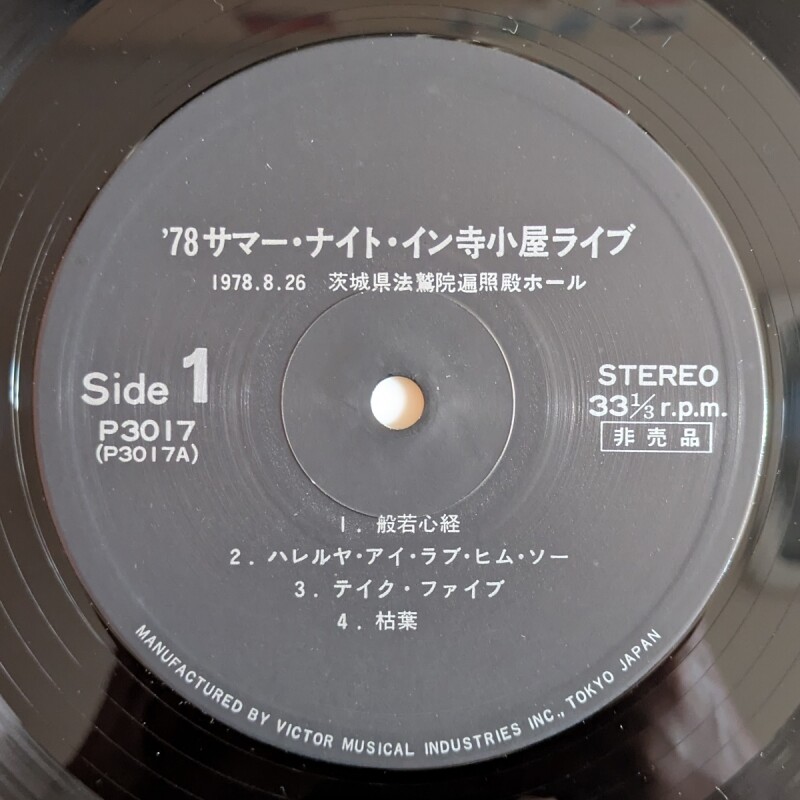 '78サマー・ナイト・イン寺小屋ライブ
1978.8.26 茨城県法鷲院遍照殿ホール
Side 1
P3017
(P3017A)
STEREO
33 1/3 r.p.m.
非売品
1. 般若心経
2. ハレルヤ・アイ・ラブ・ヒム・ソー
3. テイク・ファイブ
4. 枯葉
MANUFACTURED BY VICTOR MUSICAL INDUSTRIES INC., TOKYO JAPAN